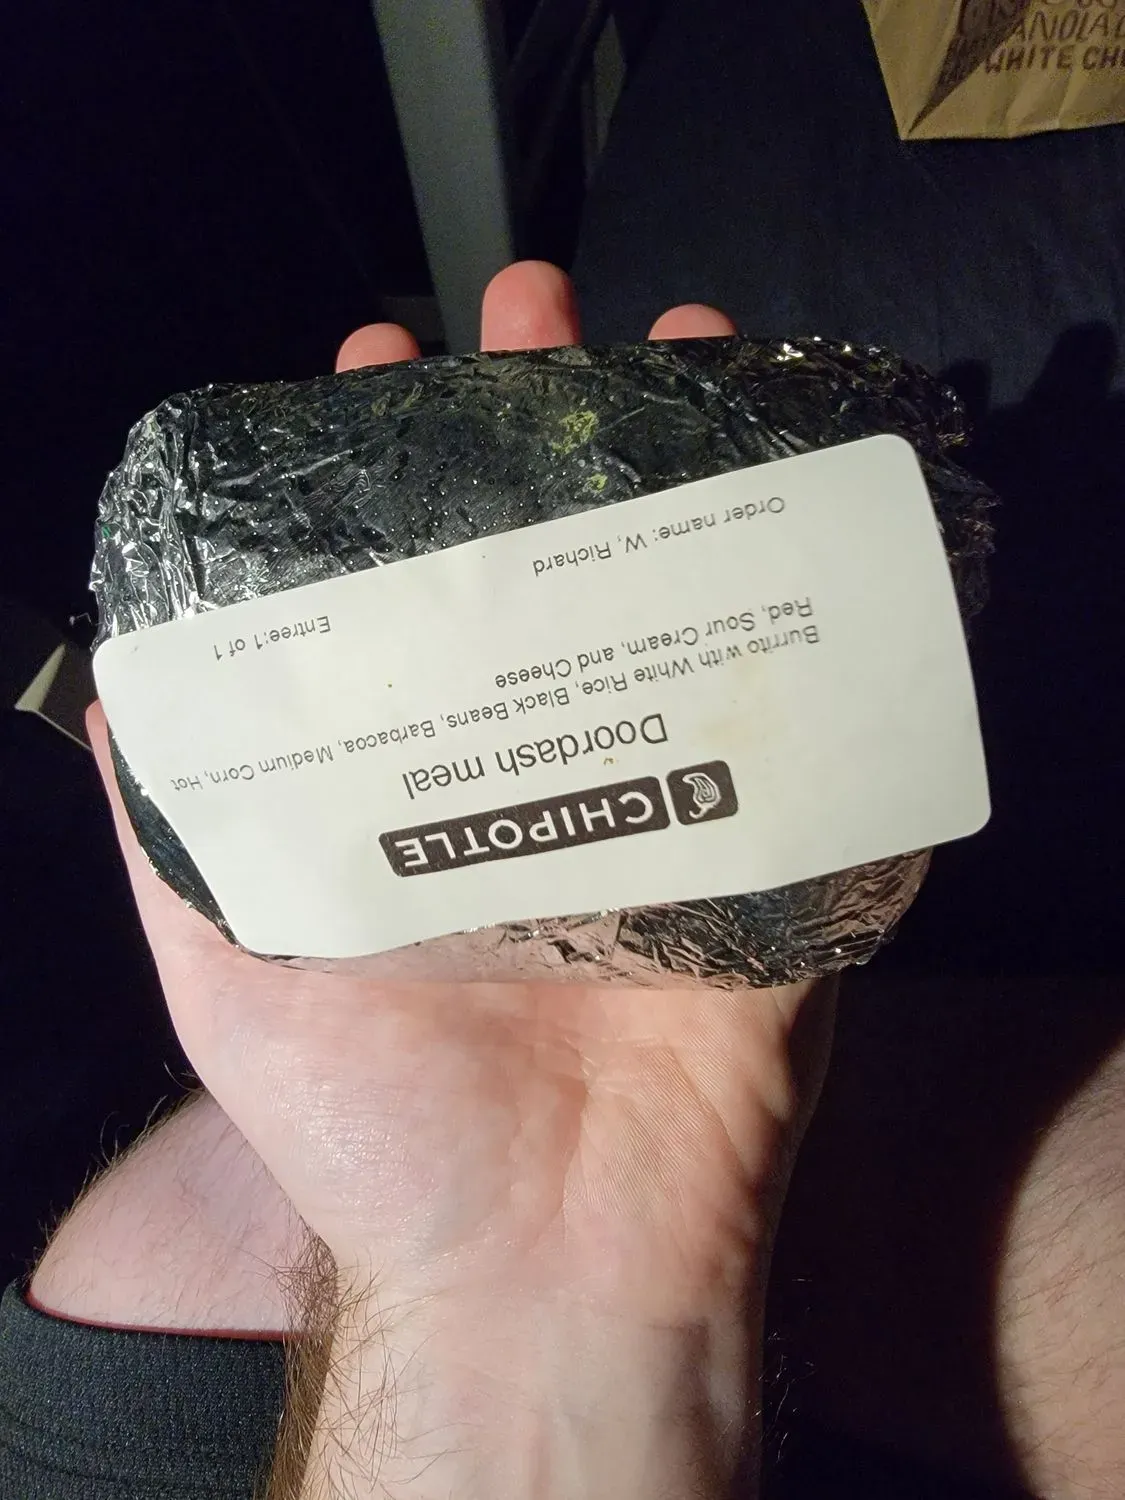 CHIPOTLE
Doordash meal
Burrito with White Rice, Black Beans, Barbacoa, Medium Corn, Hot
Red, Sour Cream, and Cheese
Entree:1 of 1
Order name: W, Richard
WHITE